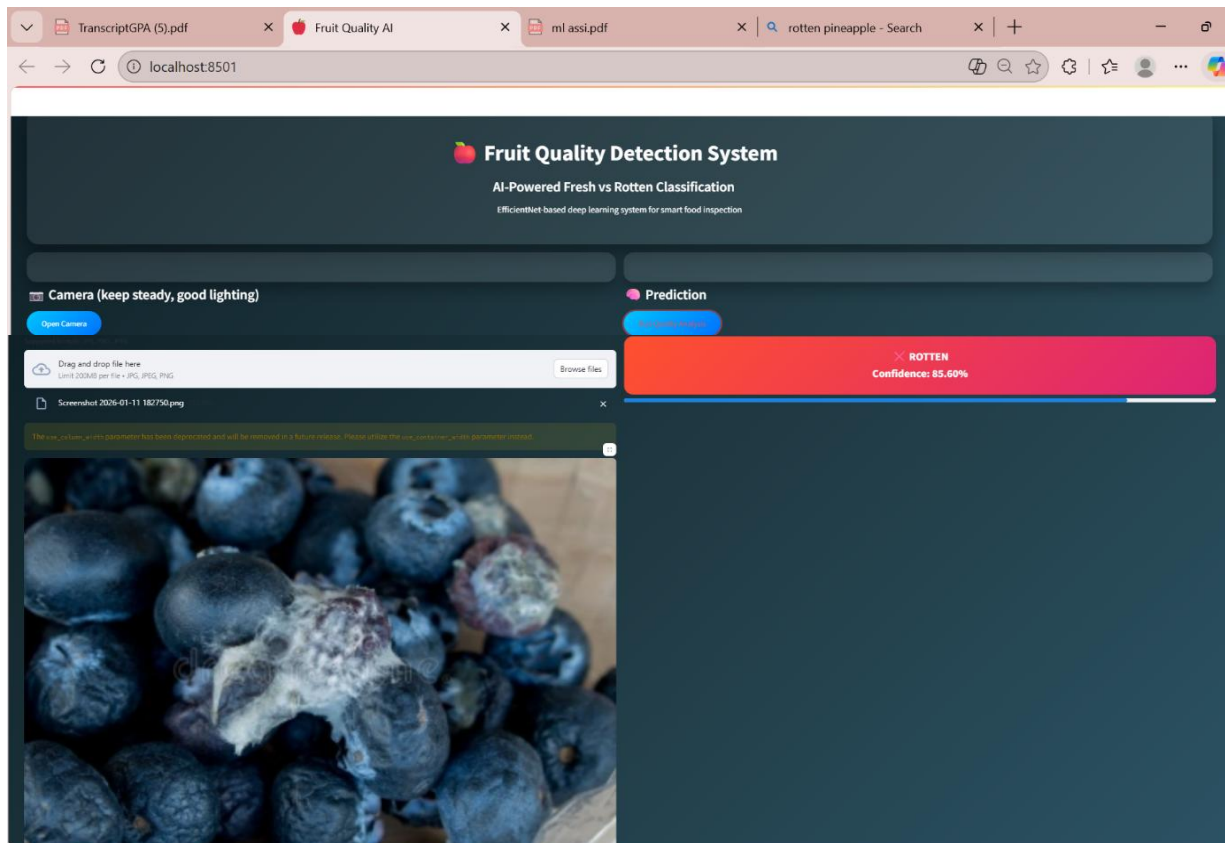 TranscriptGPA (5).pdf
Fruit Quality AI
ml assi.pdf
rotten pineapple - Search
localhost:8501
Fruit Quality Detection System
AI-Powered Fresh vs Rotten Classification
EfficientNet-based deep learning system for smart food inspection
Camera (keep steady, good lighting)
Open Camera
Drag and drop file here
Limit 200MB per file • JPG, JPEG, PNG
Browse files
Screenshot 2026-01-11 182750.png
The use_column_width parameter has been deprecated and will be removed in a future release. Please utilize the use_container_width parameter instead.
Prediction
ROTTEN
Confidence: 85.60%